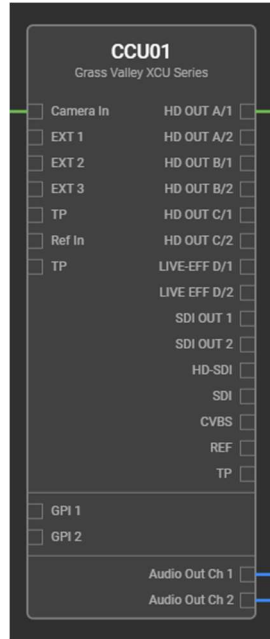 CCU01
Grass Valley XCU Series
Camera In HD OUT A/1
EXT 1 HD OUT A/2
EXT 2 HD OUT B/1
EXT 3 HD OUT B/2
TP HD OUT C/1
Ref In HD OUT C/2
TP LIVE-EFF D/1
LIVE EFF D/2
SDI OUT 1
SDI OUT 2
HD-SDI
SDI
CVBS
REF
TP
GPI 1
GPI 2
Audio Out Ch 1
Audio Out Ch 2